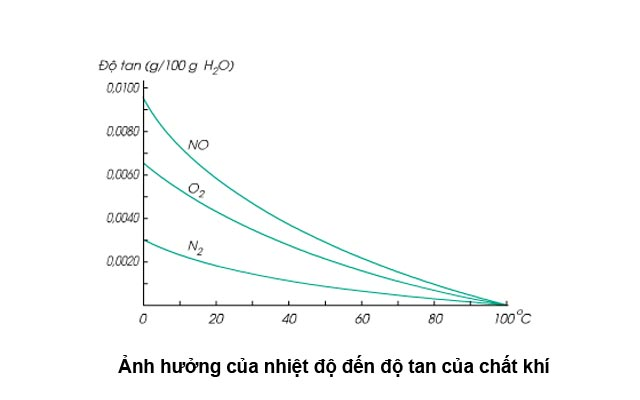 Độ tan (g/100 g H₂O)
0,0100
0,0080
0,0060
0,0040
0,0020
NO
O₂
N₂
0 20 40 60 80 100°C
Ảnh hưởng của nhiệt độ đến độ tan của chất khí